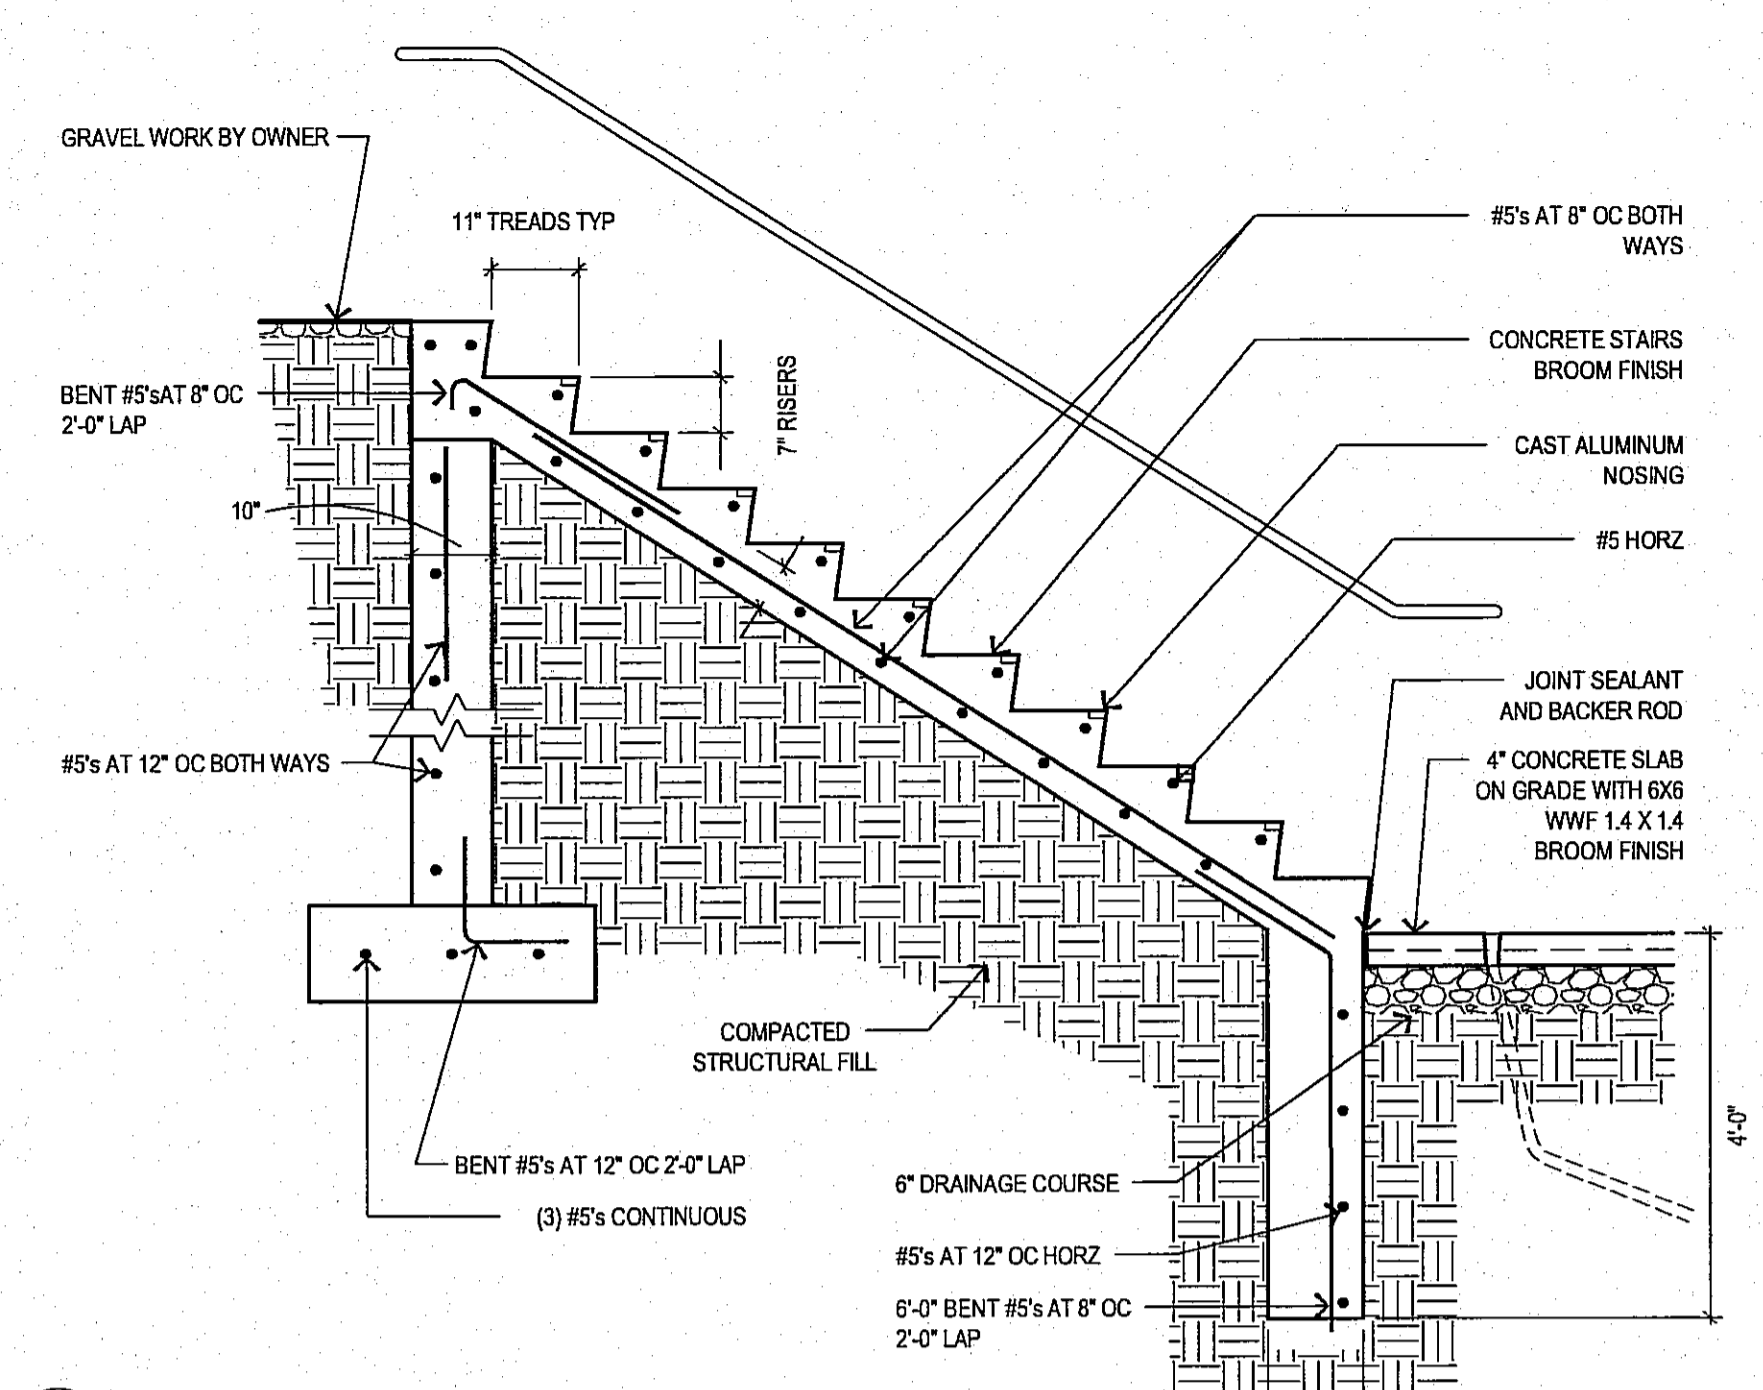 GRAVEL WORK BY OWNER
11" TREADS TYP
7" RISERS
BENT #5'sAT 8" OC
2'-0" LAP
10"
#5's AT 12" OC BOTH WAYS
#5's AT 8" OC BOTH
WAYS
CONCRETE STAIRS
BROOM FINISH
CAST ALUMINUM
NOSING
#5 HORZ
JOINT SEALANT
AND BACKER ROD
4" CONCRETE SLAB
ON GRADE WITH 6X6
WWF 1.4 X 1.4
BROOM FINISH
COMPACTED
STRUCTURAL FILL
4'-0"
BENT #5's AT 12" OC 2'-0" LAP
(3) #5's CONTINUOUS
6" DRAINAGE COURSE
#5's AT 12" OC HORZ
6'-0" BENT #5's AT 8" OC
2'-0" LAP